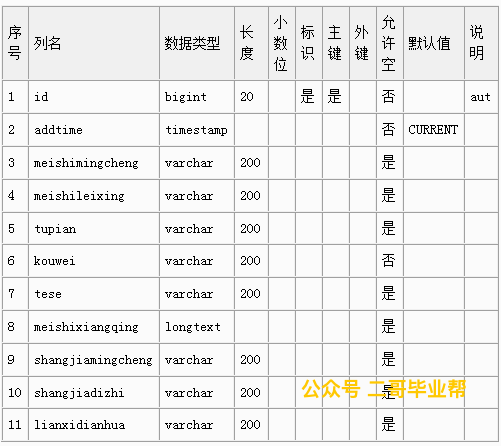 序号 列名 数据类型 长度 小数位 标识 主键 外键 允许空 默认值 说明
1 id bigint 20 是 是 否 aut
2 addtime timestamp 否 CURRENT
3 meishimingcheng varchar 200 是
4 meishileixing varchar 200 是
5 tupian varchar 200 是
6 kouwei varchar 200 否
7 tese varchar 200 是
8 meishixiangqing longtext 是
9 shangjiamingcheng varchar 200 是
10 shangjiadizhi varchar 200 是
公众号 二哥毕业帮
11 lianxidianhua varchar 200 是